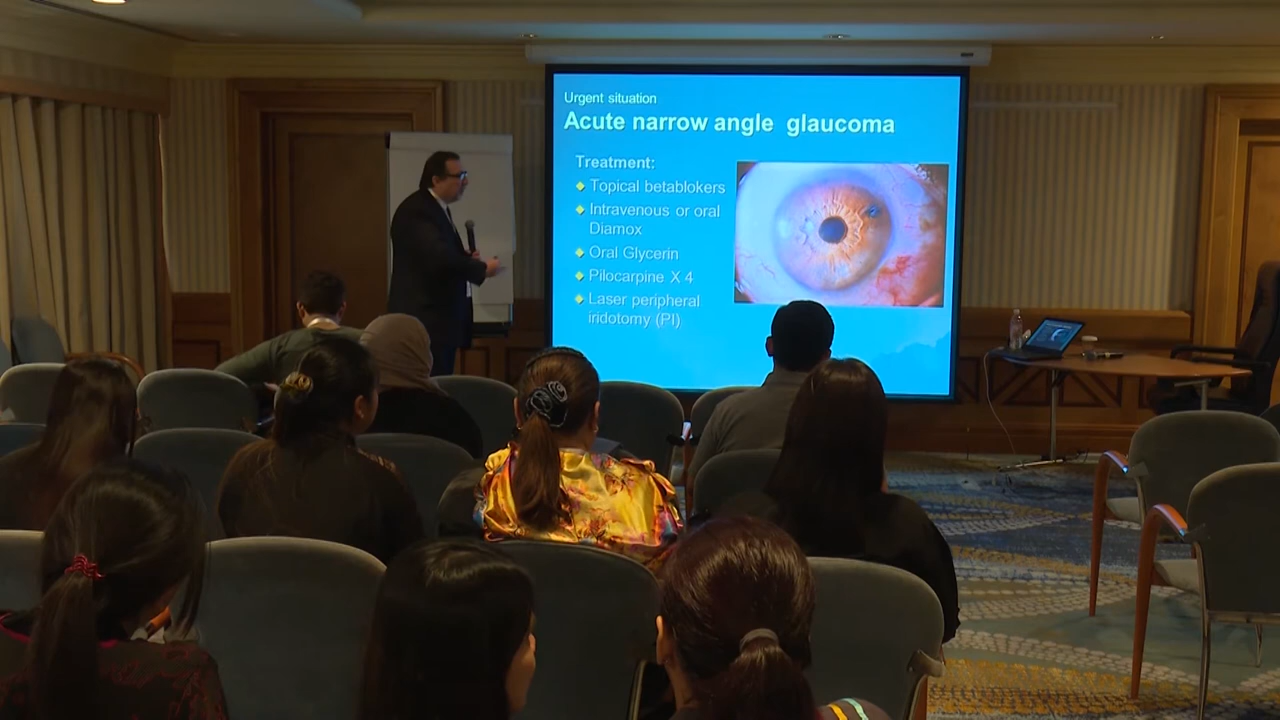 Urgent situation
Acute narrow angle glaucoma
Treatment:
Topical betablokers
Intravenous or oral
Diamox
Oral Glycerin
Pilocarpine X 4
Laser peripheral
iridotomy (PI)